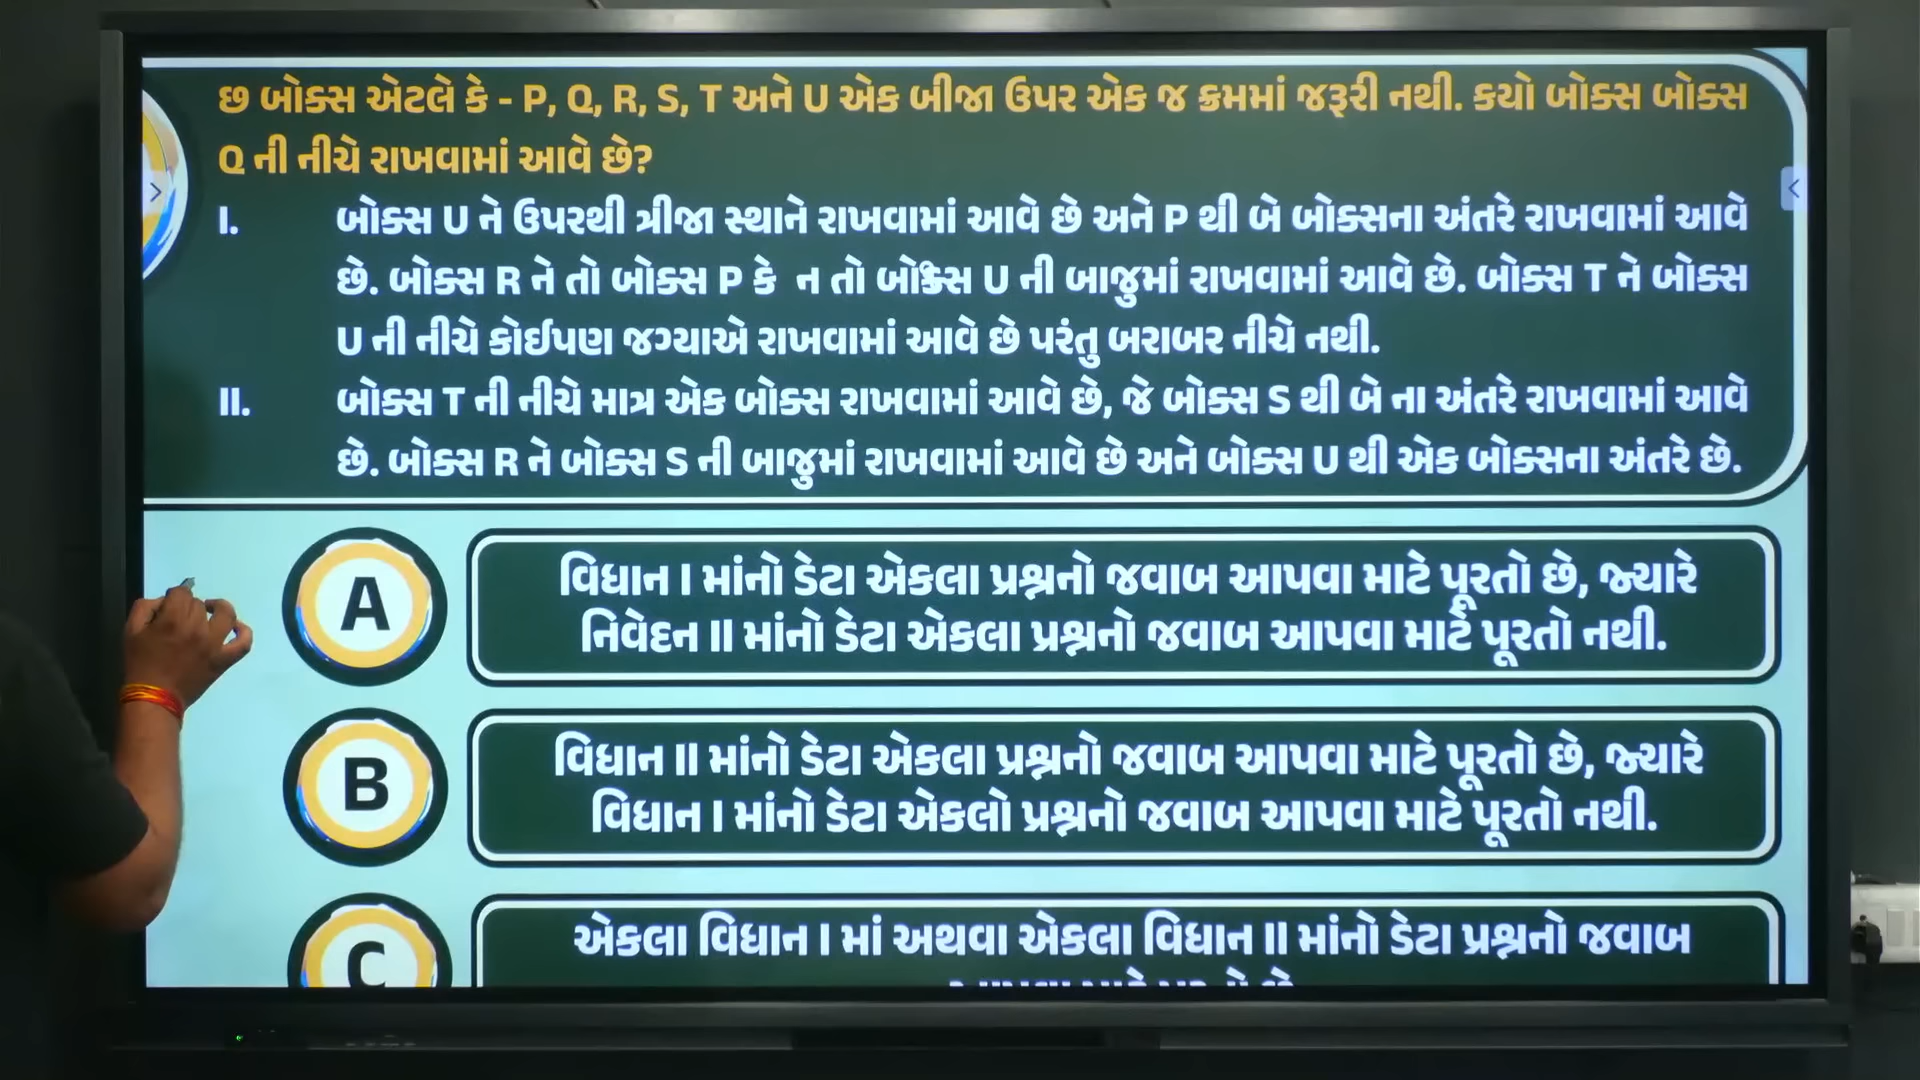 છ બોક્સ એટલે કે - P, Q, R, S, T અને U એક બીજા ઉપર એક જ ક્રમમાં જરૂરી નથી. કયો બોક્સ બોક્સ
Q ની નીચે રાખવામાં આવે છે?
I. બોક્સ U ને ઉપરથી ત્રીજા સ્થાને રાખવામાં આવે છે અને P થી બે બોક્સના અંતરે રાખવામાં આવે
છે. બોક્સ R ને તો બોક્સ P કે ન તો બોક્સ U ની બાજુમાં રાખવામાં આવે છે. બોક્સ T ને બોક્સ
U ની નીચે કોઈપણ જગ્યાએ રાખવામાં આવે છે પરંતુ બરાબર નીચે નથી.
II. બોક્સ T ની નીચે માત્ર એક બોક્સ રાખવામાં આવે છે, જે બોક્સ S થી બે ના અંતરે રાખવામાં આવે
છે. બોક્સ R ને બોક્સ S ની બાજુમાં રાખવામાં આવે છે અને બોક્સ U થી એક બોક્સના અંતરે છે.
A
વિધાન I માંનો ડેટા એકલા પ્રશ્નનો જવાબ આપવા માટે પૂરતો છે, જ્યારે
નિવેદન II માંનો ડેટા એકલા પ્રશ્નનો જવાબ આપવા માટે પૂરતો નથી.
B
વિધાન II માંનો ડેટા એકલા પ્રશ્નનો જવાબ આપવા માટે પૂરતો છે, જ્યારે
વિધાન I માંનો ડેટા એકલો પ્રશ્નનો જવાબ આપવા માટે પૂરતો નથી.
C
એકલા વિધાન I માં અથવા એકલા વિધાન II માંનો ડેટા પ્રશ્નનો જવાબ